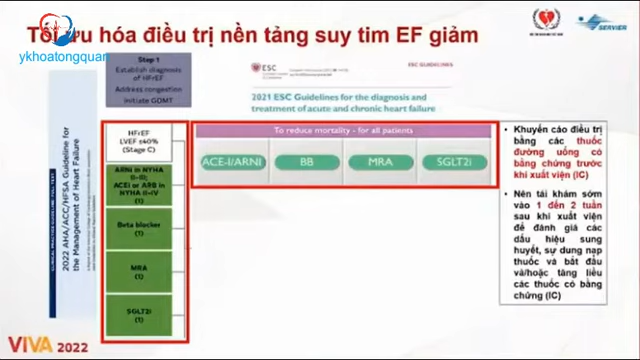 Tối ưu hóa điều trị nền tảng suy tim EF giảm
ykhoatongquan
SERVIER
Step 1
Establish diagnosis
of HFrEF
Address congestion
Initiate GDMT
ESC
ESC GUIDELINES
2021 ESC Guidelines for the diagnosis and
treatment of acute and chronic heart failure
2022 AHA/ACC/HFSA Guideline for
the Management of Heart Failure
HFrEF
LVEF ≤40%
(Stage C)
ARNI in NYHA
II–III;
ACEi or ARB in
NYHA II–IV
(1)
Beta blocker
(1)
MRA
(1)
SGLT2i
(1)
To reduce mortality - for all patients
ACE-I/ARNI
BB
MRA
SGLT2i
• Khuyến cáo điều trị
bằng các thuốc
đường uống có
bằng chứng trước
khi xuất viện (IC)
• Nên tái khám sớm
vào 1 đến 2 tuần
sau khi xuất viện
để đánh giá các
dấu hiệu sung
huyết, sự dung nạp
thuốc và bắt đầu
và/hoặc tăng liều
các thuốc có bằng
chứng (IC)
VIVA 2022